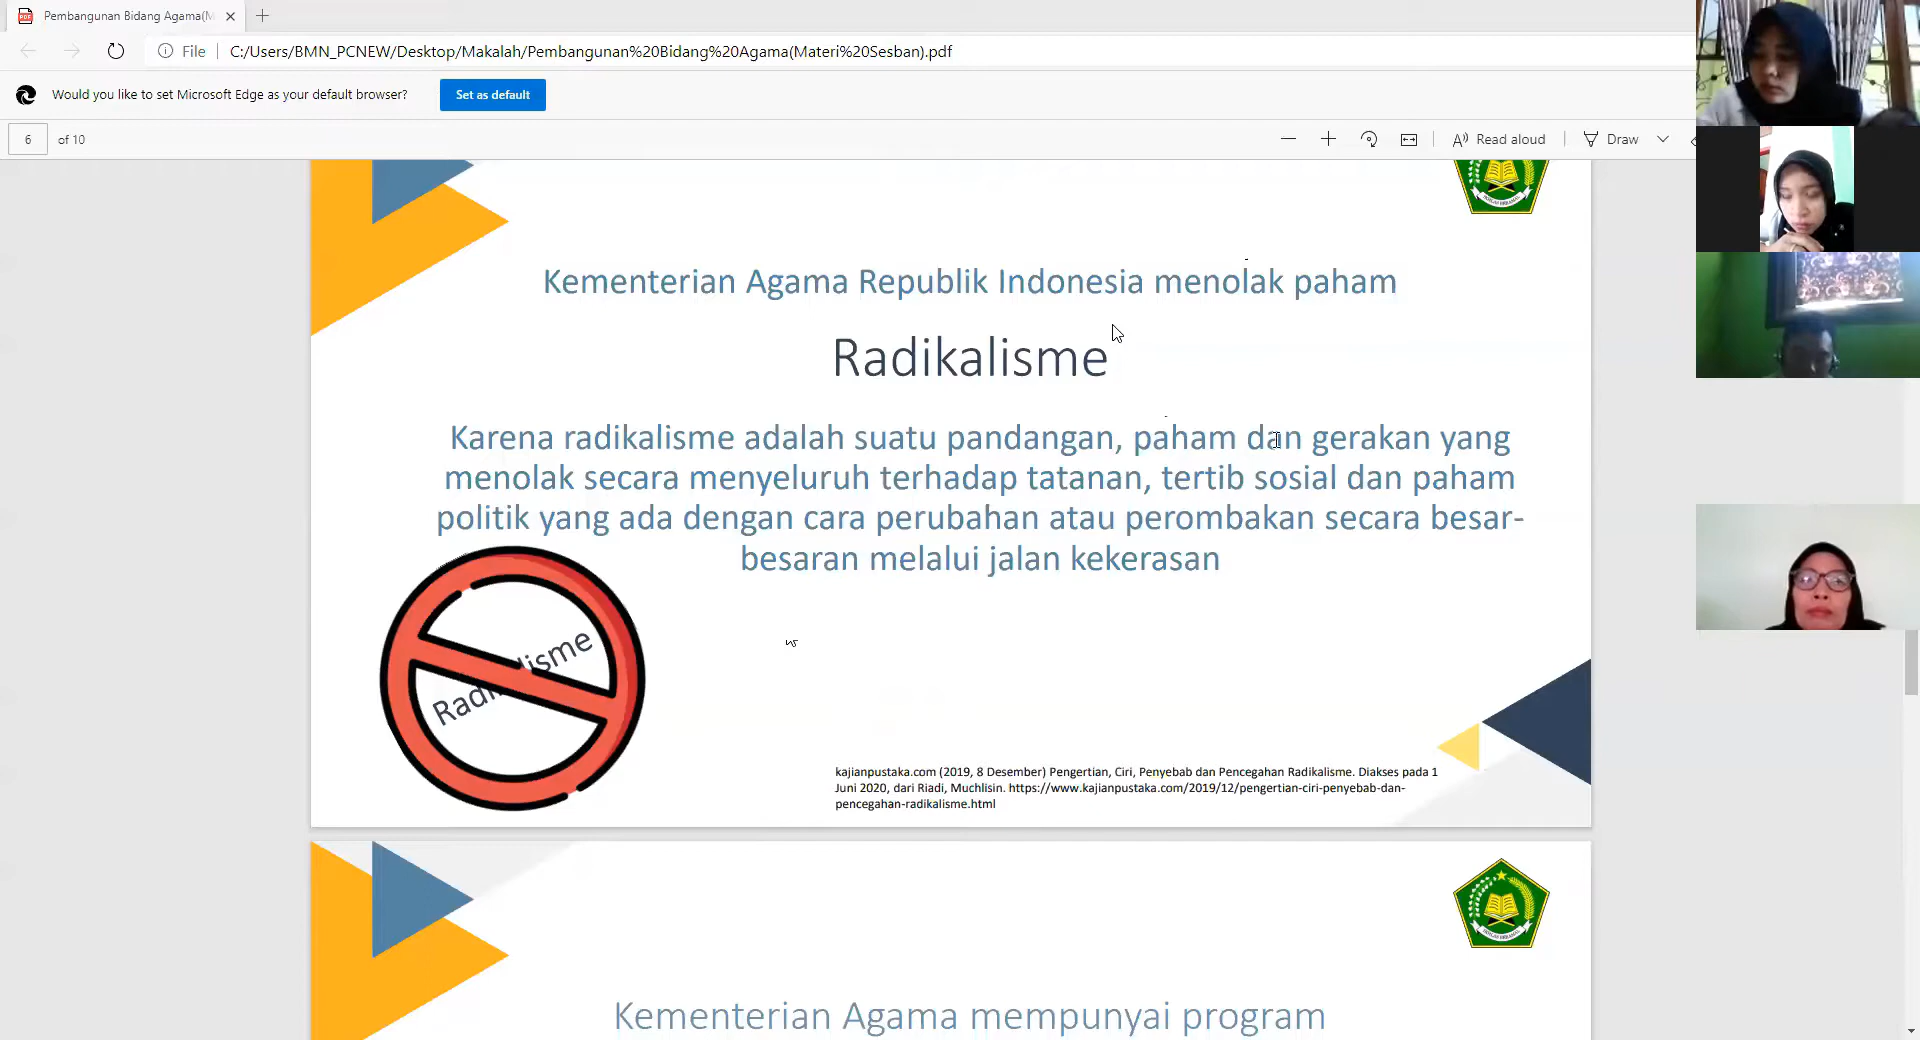 Pembangunan Bidang Agama(M
File
C:/Users/BMN_PCNEW/Desktop/Makalah/Pembangunan%20Bidang%20Agama(Materi%20Sesban).pdf
Would you like to set Microsoft Edge as your default browser?
Set as default
6 of 10
Read aloud
Draw
Kementerian Agama Republik Indonesia menolak paham
Radikalisme
Karena radikalisme adalah suatu pandangan, paham dan gerakan yang
menolak secara menyeluruh terhadap tatanan, tertib sosial dan paham
politik yang ada dengan cara perubahan atau perombakan secara besar-
besaran melalui jalan kekerasan
kajianpustaka.com (2019, 8 Desember) Pengertian, Ciri, Penyebab dan Pencegahan Radikalisme. Diakses pada 1
Juni 2020, dari Riadi, Muchlisin. https://www.kajianpustaka.com/2019/12/pengertian-ciri-penyebab-dan-
pencegahan-radikalisme.html
Kementerian Agama mempunyai program